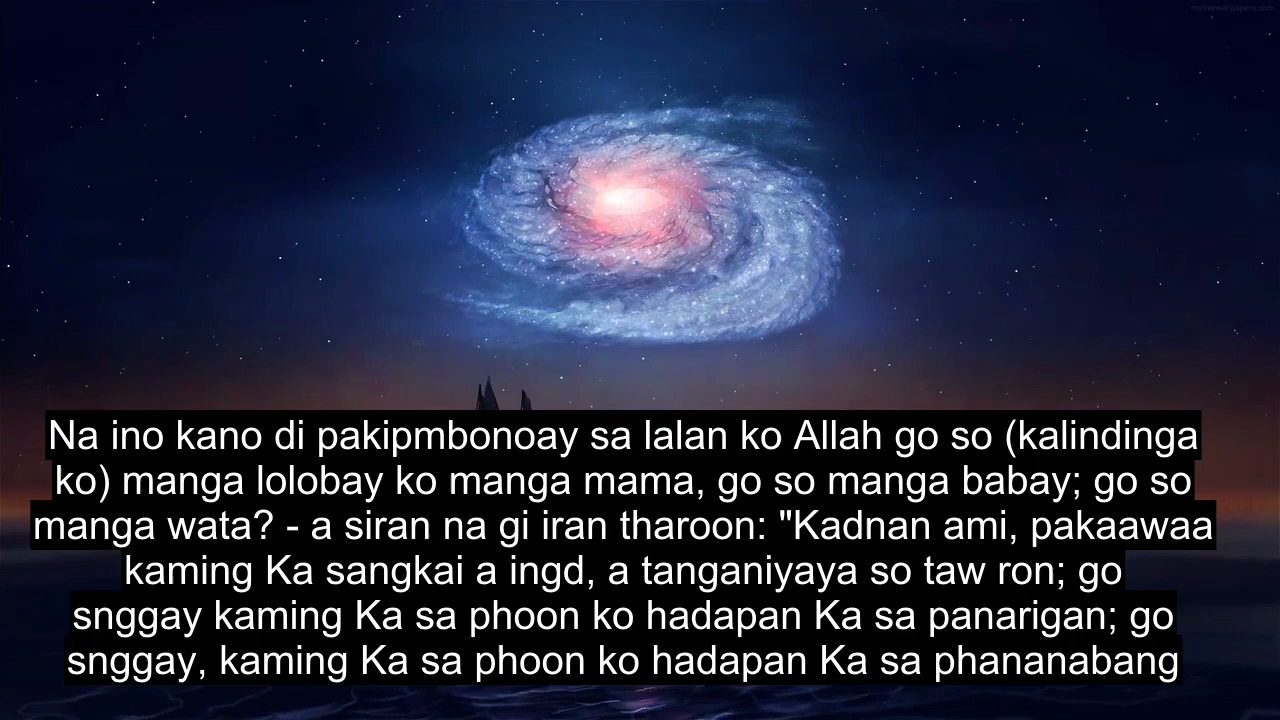 Na ino kano di pakipmbonoay sa lalan ko Allah go so (kalindinga
ko) manga lolobay ko manga mama, go so manga babay; go so
manga wata? - a siran na gi iran tharoon: "Kadnan ami, pakaawaa
kaming Ka sangkai a ingd, a tanganiyaya so taw ron; go
snggay kaming Ka sa phoon ko hadapan Ka sa panarigan; go
snggay, kaming Ka sa phoon ko hadapan Ka sa phananabang